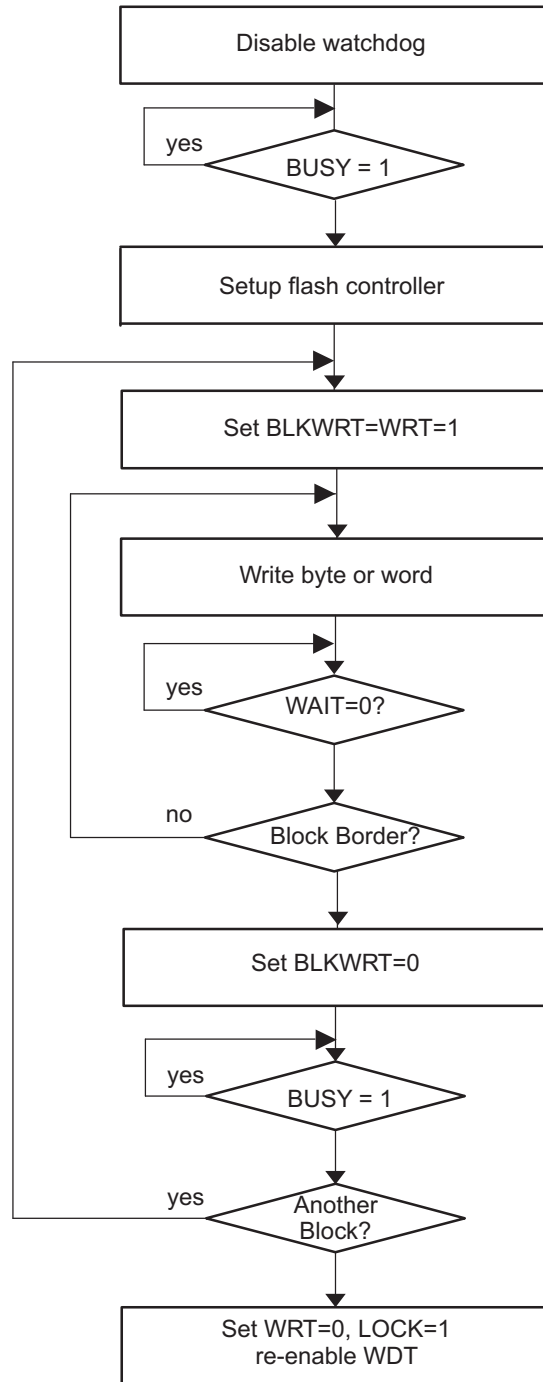 Disable watchdog
yes
BUSY = 1
Setup flash controller
Set BLKWRT=WRT=1
Write byte or word
yes
WAIT=0?
no
Block Border?
Set BLKWRT=0
yes
BUSY = 1
yes
Another
Block?
Set WRT=0, LOCK=1
re-enable WDT